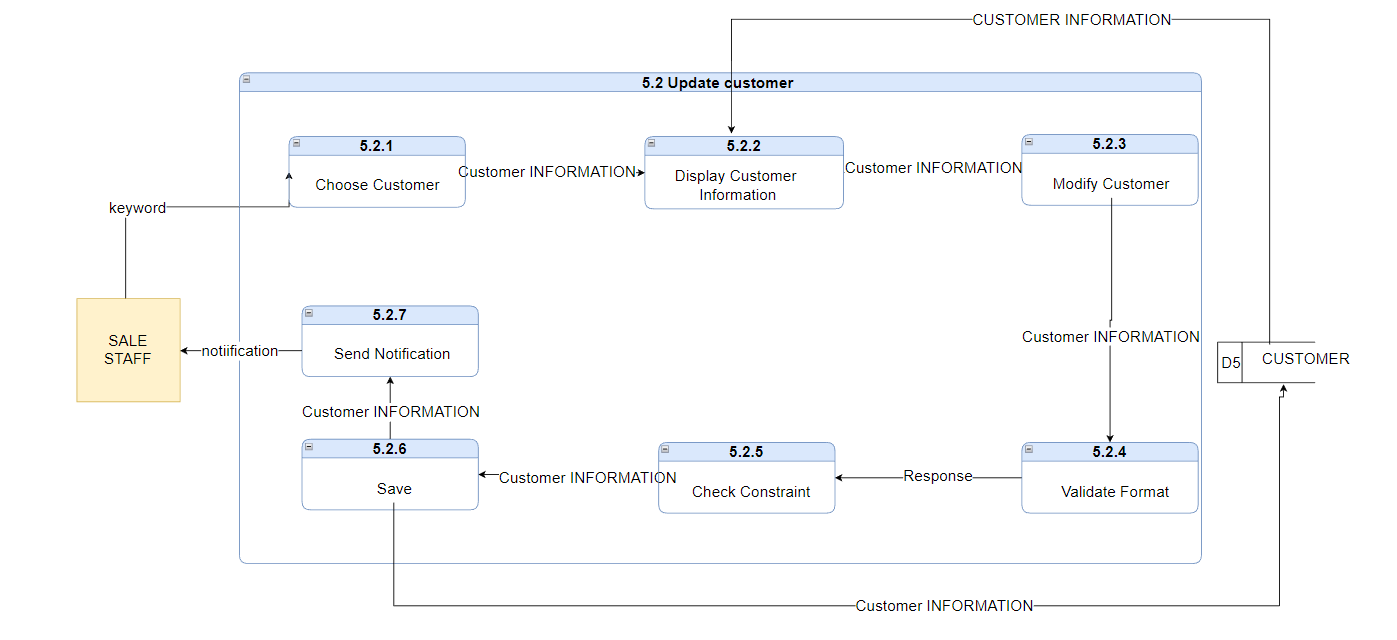 CUSTOMER INFORMATION
5.2 Update customer
5.2.1
Choose Customer
Customer INFORMATION
5.2.2
Display Customer
Information
Customer INFORMATION
5.2.3
Modify Customer
keyword
SALE
STAFF
notiification
5.2.7
Send Notification
Customer INFORMATION
D5
CUSTOMER
Customer INFORMATION
5.2.6
Save
Customer INFORMATION
5.2.5
Check Constraint
Response
5.2.4
Validate Format
Customer INFORMATION